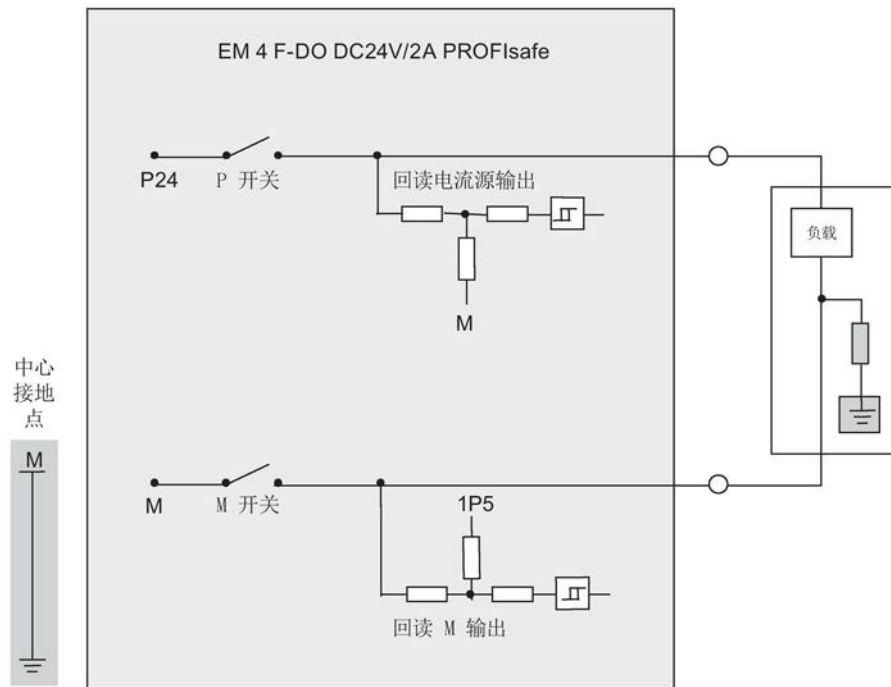 EM 4 F-DO DC24V/2A PROFIsafe
P24
P 开关
回读电流源输出
M
负载
中心
接地
点
M
M
M 开关
1P5
回读 M 输出